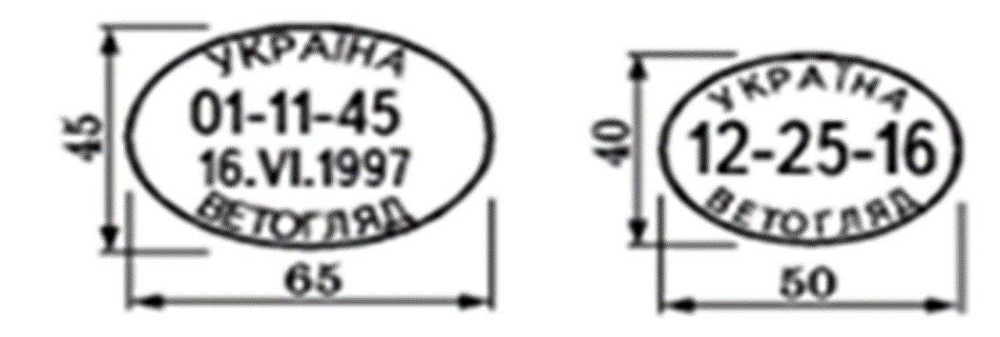 УКРАЇНА
01-11-45
16.VI.1997
ВЕТОГЛЯД
45
65
УКРАЇНА
12-25-16
ВЕТОГЛЯД
40
50